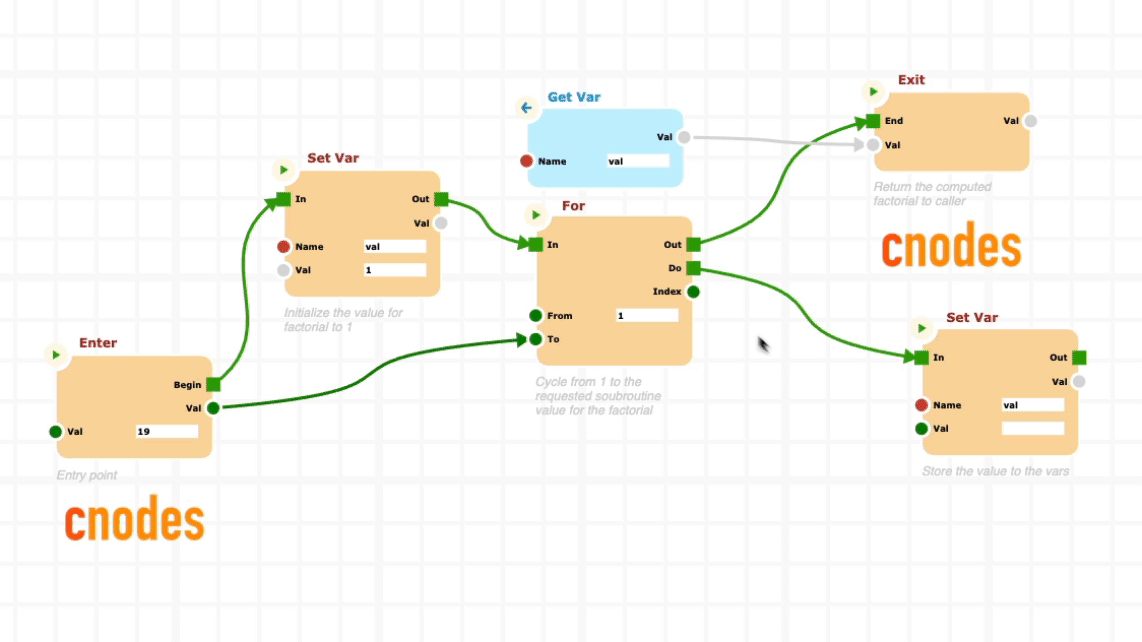 Enter
Begin
Val
Val 19
Entry point
cnodes
Set Var
In Out
Val
Name val
Val 1
Initialize the value for
factorial to 1
Get Var
Val
Name val
For
In Out
Do
Index
From 1
To
Cycle from 1 to the
requested soubroutine
value for the factorial
Exit
End Val
Val
Return the computed
factorial to caller
cnodes
Set Var
In Out
Val
Name val
Val
Store the value to the vars